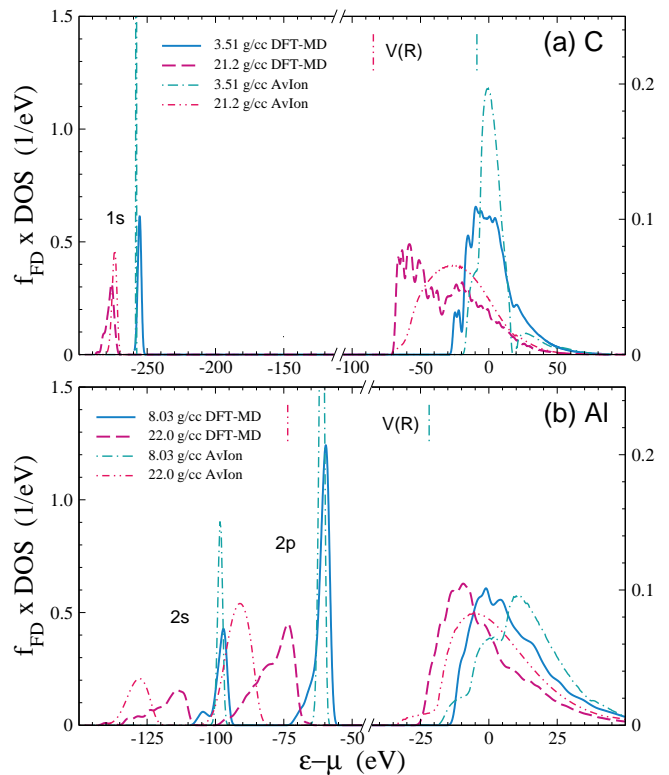 (a) C
V(R)
3.51 g/cc DFT-MD
21.2 g/cc DFT-MD
3.51 g/cc AvIon
21.2 g/cc AvIon
1s
f_FD x DOS (1/eV)
1.5
1.0
0.5
0
0.2
0.1
0
-250
-200
-150
-100
-50
0
50
(b) Al
V(R)
8.03 g/cc DFT-MD
22.0 g/cc DFT-MD
8.03 g/cc AvIon
22.0 g/cc AvIon
2p
2s
f_FD x DOS (1/eV)
1.5
1.0
0.5
0
0.2
0.1
0
-125
-100
-75
-50
-25
0
25
ε−μ (eV)